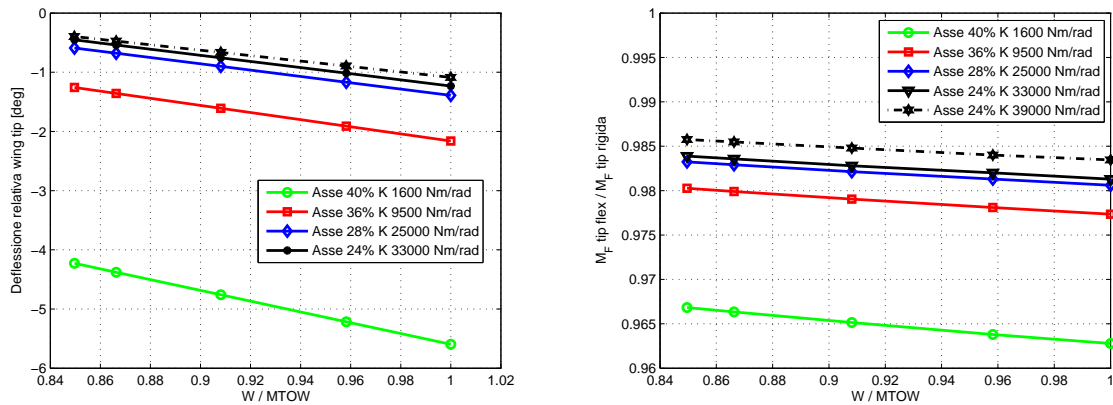 0
−1
−2
−3
−4
−5
−6
Deflessione relativa wing tip [deg]
Asse 40% K 1600 Nm/rad
Asse 36% K 9500 Nm/rad
Asse 28% K 25000 Nm/rad
Asse 24% K 33000 Nm/rad
0.84 0.86 0.88 0.9 0.92 0.94 0.96 0.98 1 1.02
W / MTOW
1
0.995
0.99
0.985
0.98
0.975
0.97
0.965
0.96
M_F tip flex / M_F tip rigida
Asse 40% K 1600 Nm/rad
Asse 36% K 9500 Nm/rad
Asse 28% K 25000 Nm/rad
Asse 24% K 33000 Nm/rad
Asse 24% K 39000 Nm/rad
0.84 0.86 0.88 0.9 0.92 0.94 0.96 0.98 1
W / MTOW